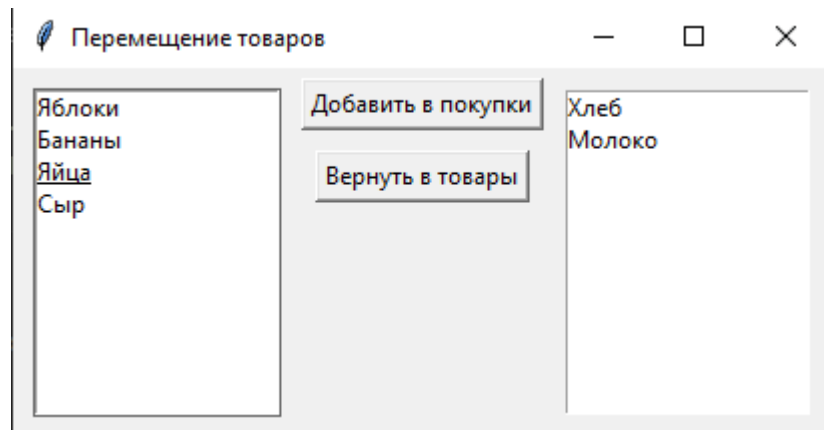 Перемещение товаров
Яблоки
Бананы
Яйца
Сыр
Добавить в покупки
Вернуть в товары
Хлеб
Молоко